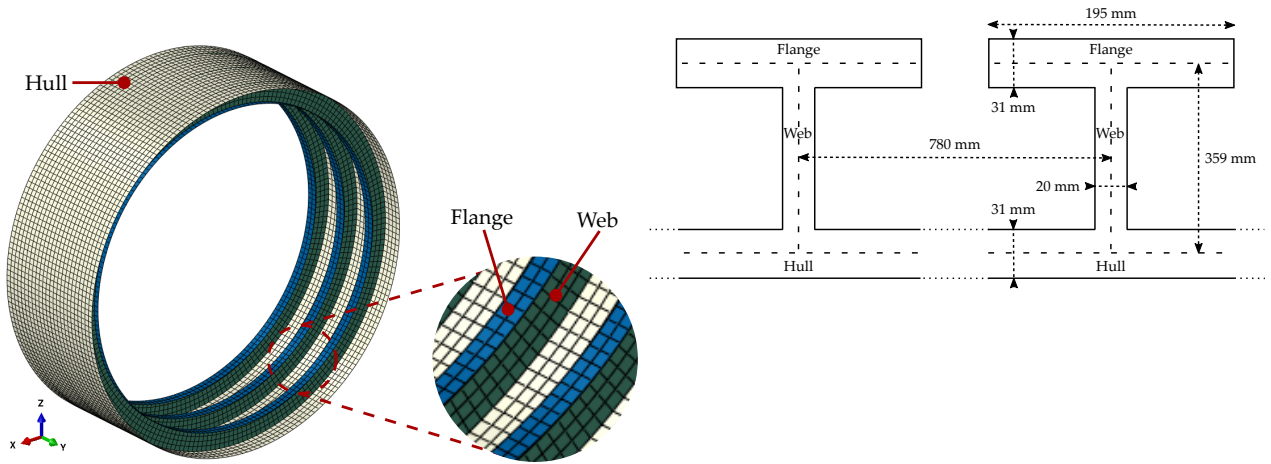 Hull
Flange
Web
Z
X
Y
195 mm
Flange
Flange
31 mm
Web
Web
780 mm
359 mm
20 mm
31 mm
Hull
Hull